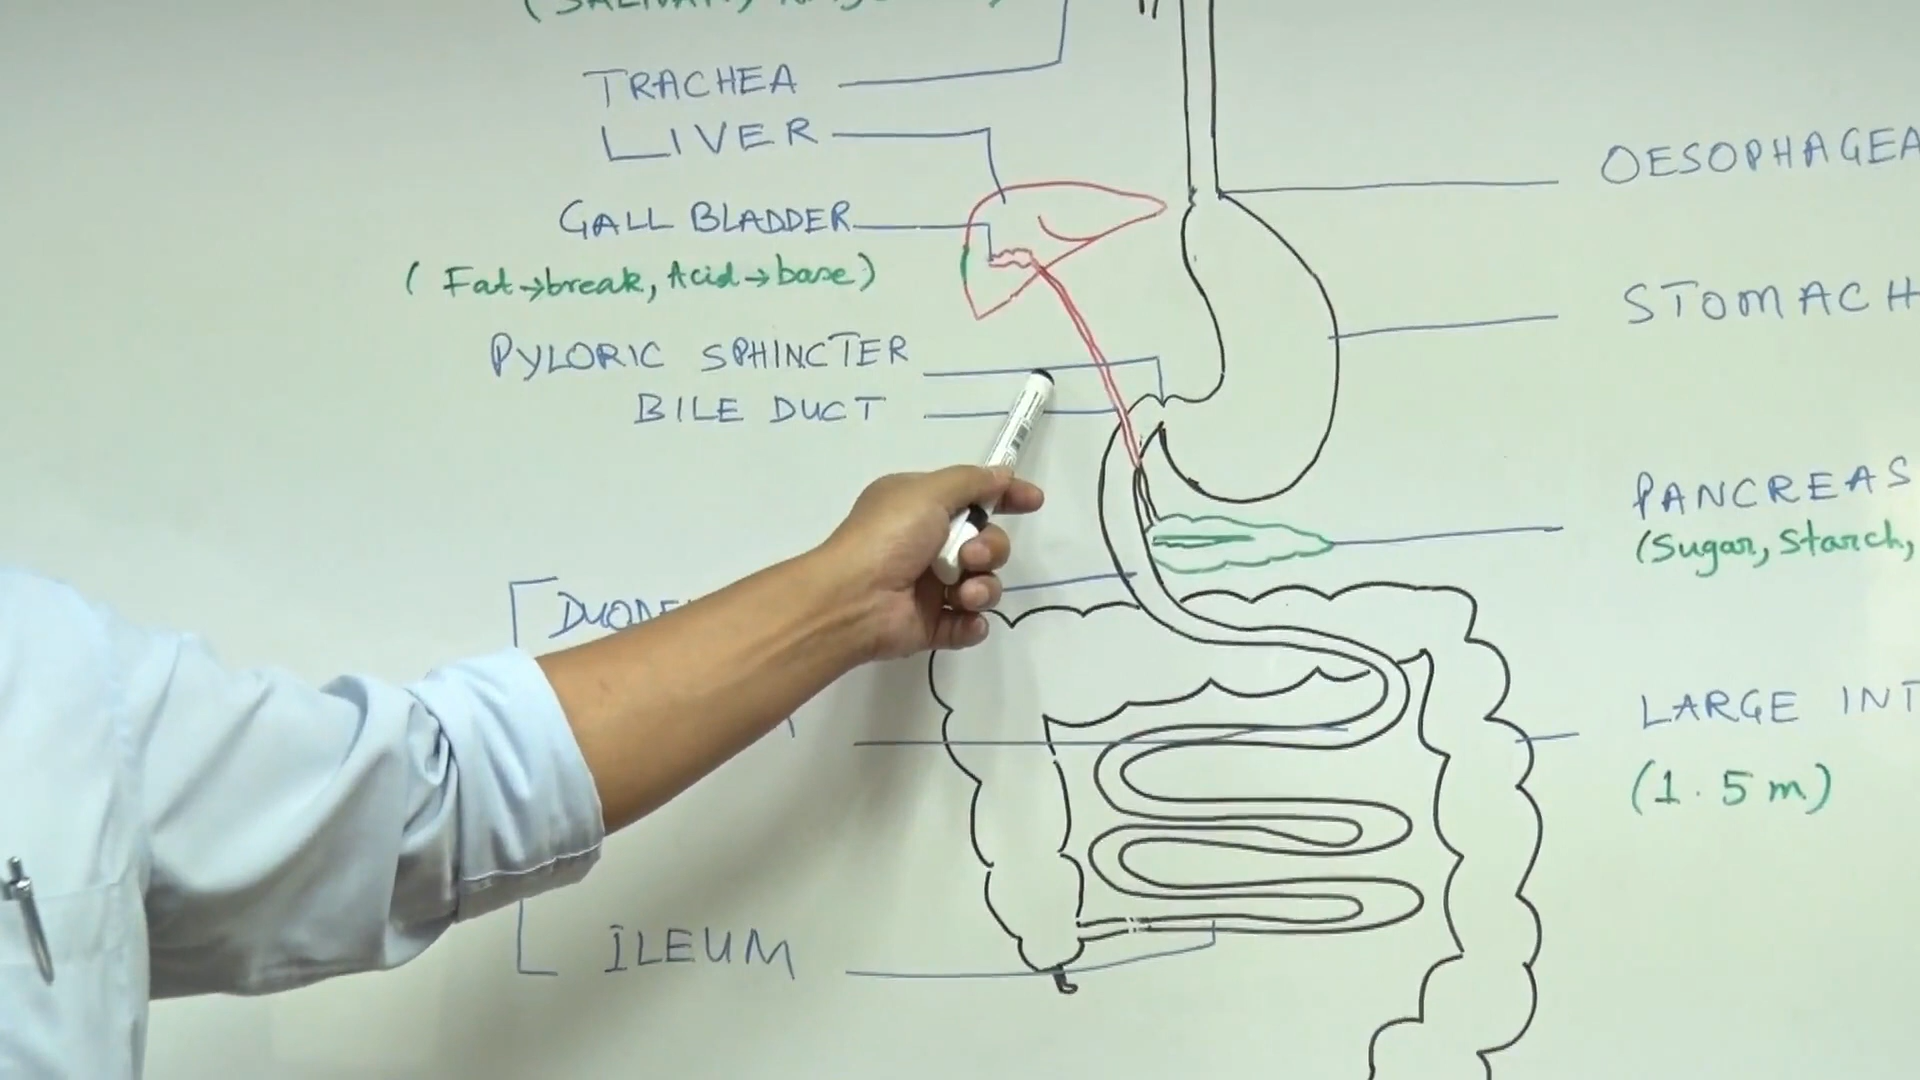 TRACHEA
LIVER
GALL BLADDER
(Fat→break, Acid→base)
PYLORIC SPHINCTER
BILE DUCT
ILEUM
OESOPHAGEA
STOMACH
PANCREAS
(Sugar, Starch,
LARGE INT
(1.5 m)